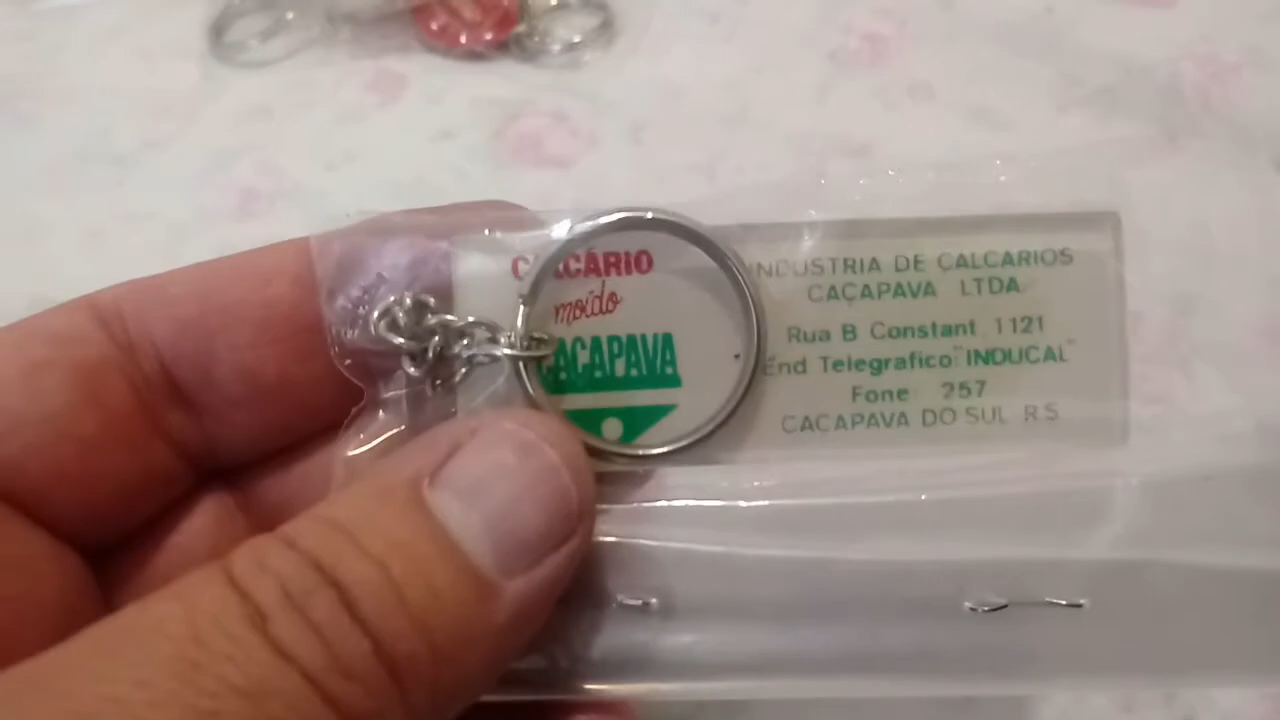 CALCÁRIO
moído
CAÇAPAVA
INDUSTRIA DE CALCARIOS
CAÇAPAVA LTDA
Rua B Constant 1121
End Telegrafico "INDUCAL"
Fone 257
CAÇAPAVA DO SUL R.S